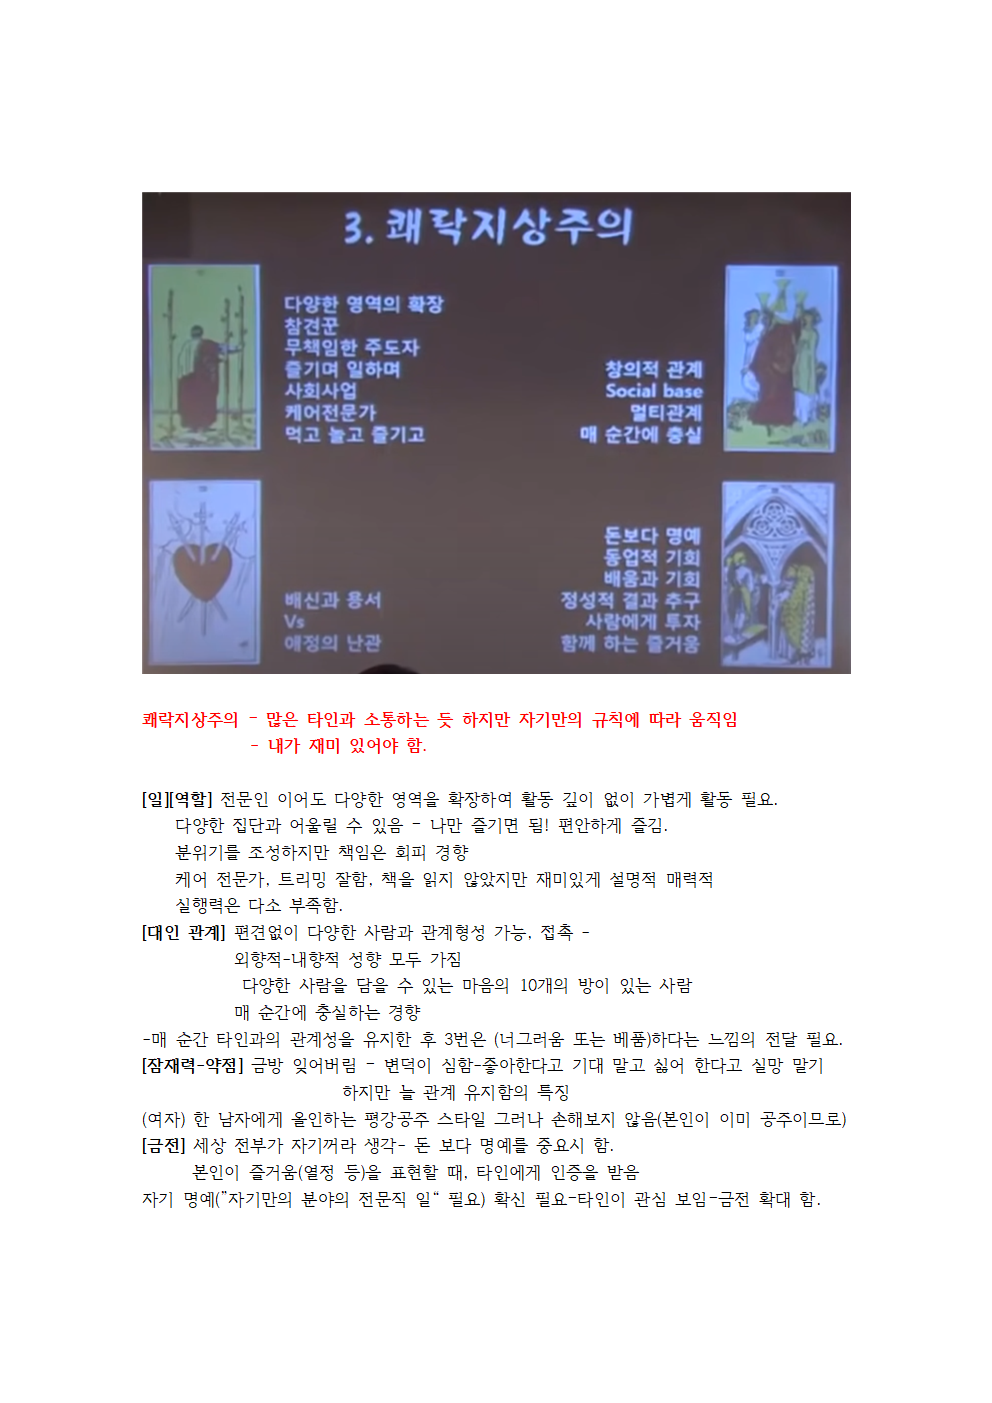 3. 쾌락지상주의
다양한 영역의 확장
참견꾼
무책임한 주도자
즐기며 일하며
사회사업
케어전문가
먹고 놀고 즐기고
창의적 관계
Social base
멀티관계
매 순간에 충실
배신과 용서
Vs
애정의 난관
돈보다 명예
동업적 기회
배움과 기회
정성적 결과 추구
사람에게 투자
함께 하는 즐거움
쾌락지상주의 - 많은 타인과 소통하는 듯 하지만 자기만의 규칙에 따라 움직임
- 내가 재미 있어야 함.
[일][역할] 전문인 이어도 다양한 영역을 확장하여 활동 깊이 없이 가볍게 활동 필요.
다양한 집단과 어울릴 수 있음 - 나만 즐기면 됨! 편안하게 즐김.
분위기를 조성하지만 책임은 회피 경향
케어 전문가, 트리밍 잘함, 책을 읽지 않았지만 재미있게 설명적 매력적
실행력은 다소 부족함.
[대인 관계] 편견없이 다양한 사람과 관계형성 가능, 접촉 -
외향적-내향적 성향 모두 가짐
다양한 사람을 담을 수 있는 마음의 10개의 방이 있는 사람
매 순간에 충실하는 경향
-매 순간 타인과의 관계성을 유지한 후 3번은 (너그러움 또는 베품)하다는 느낌의 전달 필요.
[잠재력-약점] 금방 잊어버림 - 변덕이 심함-좋아한다고 기대 말고 싫어 한다고 실망 말기
하지만 늘 관계 유지함의 특징
(여자) 한 남자에게 올인하는 평강공주 스타일 그러나 손해보지 않음(본인이 이미 공주이므로)
[금전] 세상 전부가 자기꺼라 생각- 돈 보다 명예를 중요시 함.
본인이 즐거움(열정 등)을 표현할 때, 타인에게 인증을 받음
자기 명예("자기만의 분야의 전문직 일“ 필요) 확신 필요-타인이 관심 보임-금전 확대 함.